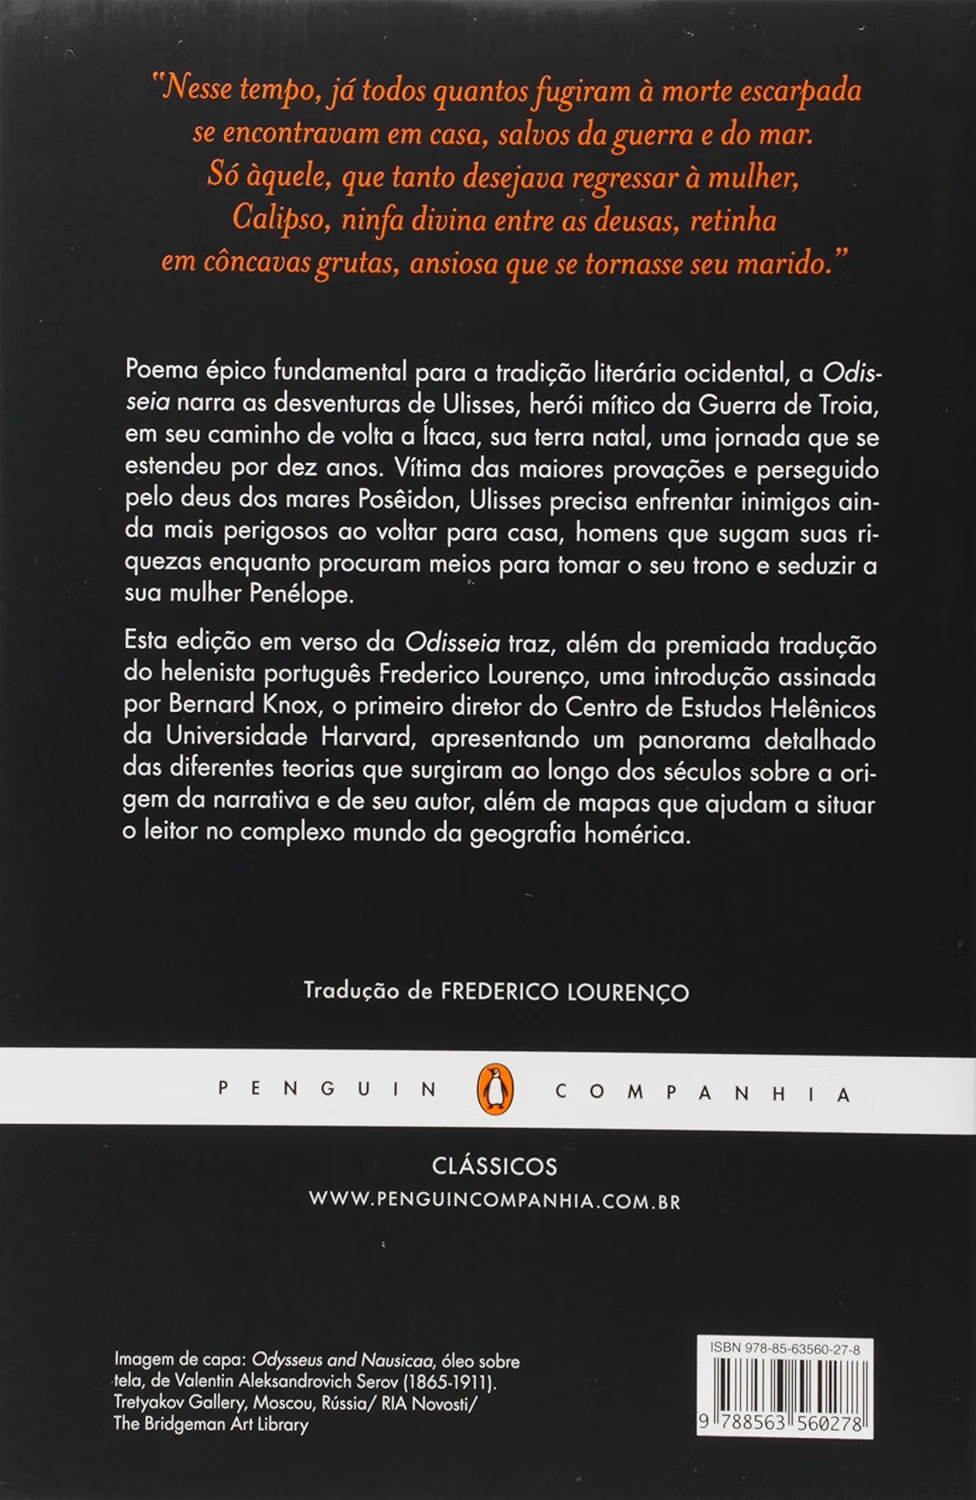 “Nesse tempo, já todos quantos fugiram à morte escarpada
se encontravam em casa, salvos da guerra e do mar.
Só àquele, que tanto desejava regressar à mulher,
Calipso, ninfa divina entre as deusas, retinha
em côncavas grutas, ansiosa que se tornasse seu marido.”
Poema épico fundamental para a tradição literária ocidental, a Odis-
seia narra as desventuras de Ulisses, herói mítico da Guerra de Troia,
em seu caminho de volta a Ítaca, sua terra natal, uma jornada que se
estendeu por dez anos. Vítima das maiores provações e perseguido
pelo deus dos mares Posêidon, Ulisses precisa enfrentar inimigos ain-
da mais perigosos ao voltar para casa, homens que sugam suas ri-
quezas enquanto procuram meios para tomar o seu trono e seduzir a
sua mulher Penélope.
Esta edição em verso da Odisseia traz, além da premiada tradução
do helenista português Frederico Lourenço, uma introdução assinada
por Bernard Knox, o primeiro diretor do Centro de Estudos Helênicos
da Universidade Harvard, apresentando um panorama detalhado
das diferentes teorias que surgiram ao longo dos séculos sobre a ori-
gem da narrativa e de seu autor, além de mapas que ajudam a situar
o leitor no complexo mundo da geografia homérica.
Tradução de FREDERICO LOURENÇO
PENGUIN COMPANHIA
CLÁSSICOS
WWW.PENGUINCOMPANHIA.COM.BR
Imagem de capa: Odysseus and Nausicaa, óleo sobre
tela, de Valentin Aleksandrovich Serov (1865-1911).
Tretyakov Gallery, Moscou, Rússia/ RIA Novosti/
The Bridgeman Art Library
ISBN 978-85-63560-27-8
9 788563 560278